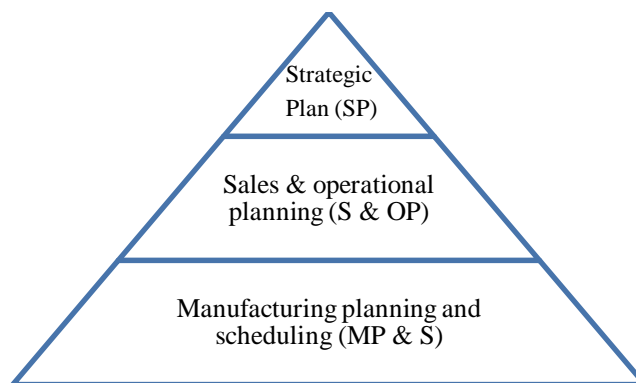 Strategic
Plan (SP)
Sales & operational
planning (S & OP)
Manufacturing planning and
scheduling (MP & S)